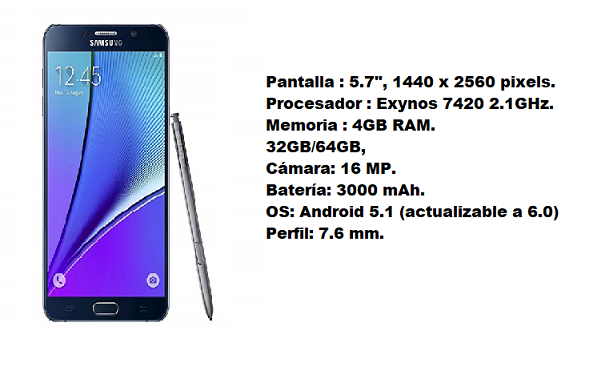 SAMSUNG
12:45
Pantalla : 5.7", 1440 x 2560 pixels.
Procesador : Exynos 7420 2.1GHz.
Memoria : 4GB RAM.
32GB/64GB,
Cámara: 16 MP.
Batería: 3000 mAh.
OS: Android 5.1 (actualizable a 6.0)
Perfil: 7.6 mm.